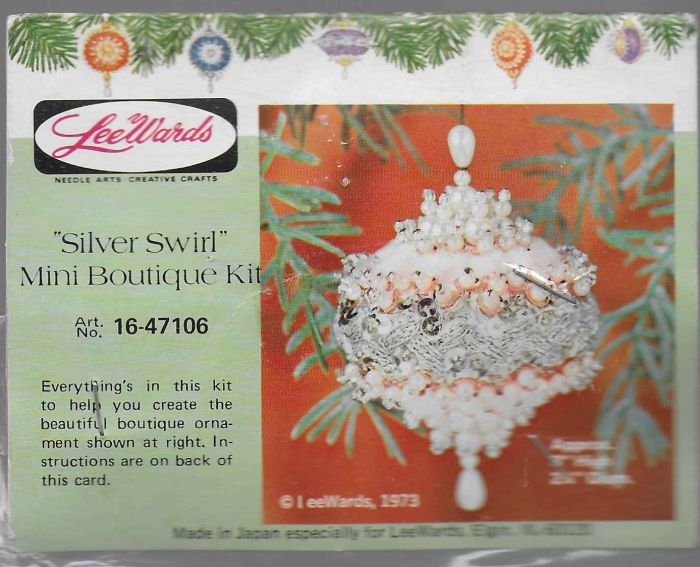 LeeWards
NEEDLE ARTS · CREATIVE CRAFTS
"Silver Swirl"
Mini Boutique Kit
Art. No. 16-47106
Everything's in this kit
to help you create the
beautiful boutique orna-
ment shown at right. In-
structions are on back of
this card.
Approx.
High
© LeeWards, 1973
Made in Japan especially for LeeWards, Elgin,